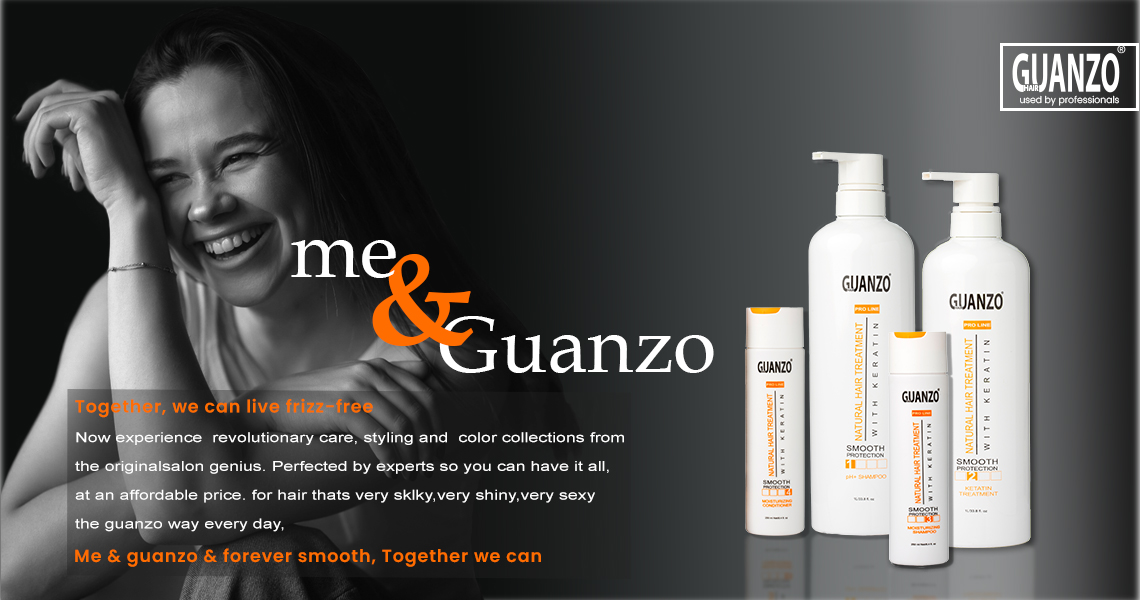 GUANZO®
HAIR
used by professionals
me
&
Guanzo
Together, we can live frizz-free
Now experience revolutionary care, styling and color collections from
the originalsalon genius. Perfected by experts so you can have it all,
at an affordable price. for hair thats very sklky,very shiny,very sexy
the guanzo way every day,
Me & guanzo & forever smooth, Together we can
GUANZO
PRO LINE
NATURAL HAIR TREATMENT
WITH KERATIN
SMOOTH
PROTECTION
4
MOISTURIZING
CONDITIONER
GUANZO
PRO LINE
NATURAL HAIR TREATMENT
WITH KERATIN
SMOOTH
PROTECTION
1
pH+ SHAMPOO
GUANZO
PRO LINE
NATURAL HAIR TREATMENT
WITH KERATIN
SMOOTH
PROTECTION
3
MOISTURIZING
SHAMPOO
GUANZO
PRO LINE
NATURAL HAIR TREATMENT
WITH KERATIN
SMOOTH
PROTECTION
2
KETATIN
TREATMENT